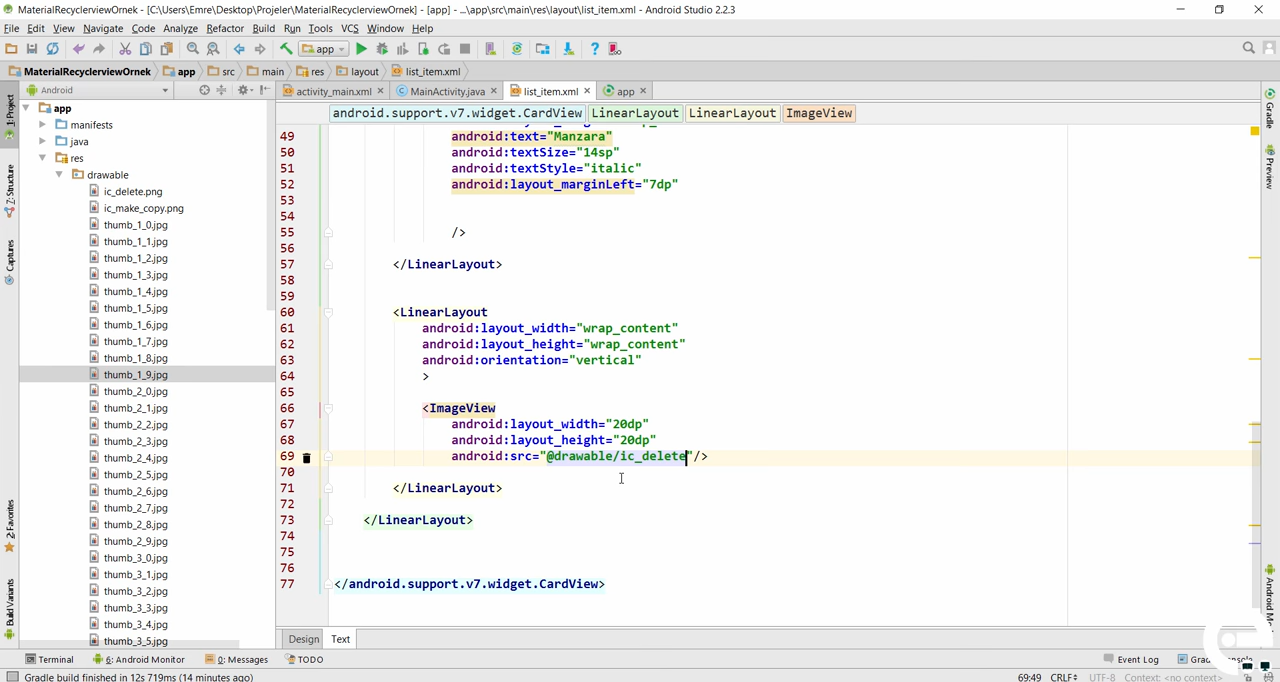 MaterialRecyclerviewOrnek - [C:\Users\Emre\Desktop\Projeler\MaterialRecyclerviewOrnek] - [app] - ...\app\src\main\res\layout\list_item.xml - Android Studio 2.2.3
File Edit View Navigate Code Analyze Refactor Build Run Tools VCS Window Help
app
MaterialRecyclerviewOrnek app src main res layout list_item.xml
Android
activity_main.xml MainActivity.java list_item.xml app
android.support.v7.widget.CardView LinearLayout LinearLayout ImageView
1: Project
7: Structure
Captures
2: Favorites
Build Variants
app
manifests
java
res
drawable
ic_delete.png
ic_make_copy.png
thumb_1_0.jpg
thumb_1_1.jpg
thumb_1_2.jpg
thumb_1_3.jpg
thumb_1_4.jpg
thumb_1_5.jpg
thumb_1_6.jpg
thumb_1_7.jpg
thumb_1_8.jpg
thumb_1_9.jpg
thumb_2_0.jpg
thumb_2_1.jpg
thumb_2_2.jpg
thumb_2_3.jpg
thumb_2_4.jpg
thumb_2_5.jpg
thumb_2_6.jpg
thumb_2_7.jpg
thumb_2_8.jpg
thumb_2_9.jpg
thumb_3_0.jpg
thumb_3_1.jpg
thumb_3_2.jpg
thumb_3_3.jpg
thumb_3_4.jpg
thumb_3_5.jpg
49 android:text="Manzara"
50 android:textSize="14sp"
51 android:textStyle="italic"
52 android:layout_marginLeft="7dp"
53
54
55 />
56
57 </LinearLayout>
58
59
60 <LinearLayout
61 android:layout_width="wrap_content"
62 android:layout_height="wrap_content"
63 android:orientation="vertical"
64 >
65
66 <ImageView
67 android:layout_width="20dp"
68 android:layout_height="20dp"
69 android:src="@drawable/ic_delete"/>
70
71 </LinearLayout>
72
73 </LinearLayout>
74
75
76
77 </android.support.v7.widget.CardView>
Gradle
Preview
Design Text
Terminal 6: Android Monitor 0: Messages TODO Event Log
Gradle build finished in 12s 719ms (14 minutes ago) 69:49 CRLF UTF-8 Context: <no context>